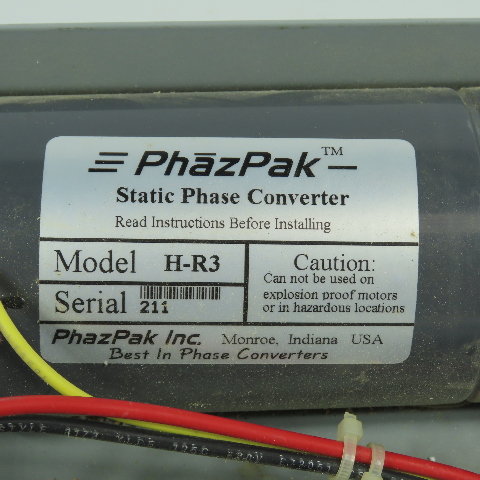 PhāzPak™
Static Phase Converter
Read Instructions Before Installing
Model H-R3
Serial 211
Caution:
Can not be used on
explosion proof motors
or in hazardous locations
PhazPak Inc. Monroe, Indiana USA
Best In Phase Converters